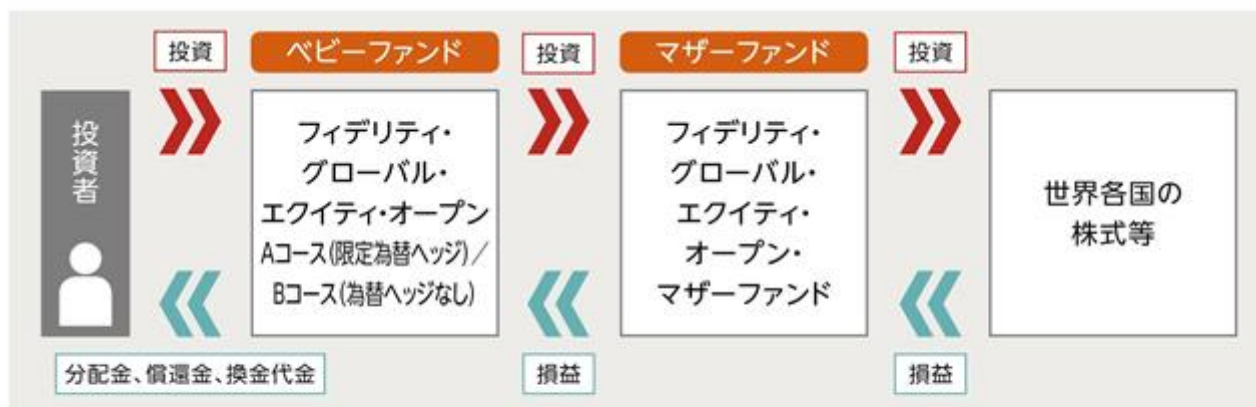 投資
ベビーファンド
投資
マザーファンド
投資
投資者
フィデリティ・
グローバル・
エクイティ・オープン
Aコース(限定為替ヘッジ)／
Bコース(為替ヘッジなし)
フィデリティ・
グローバル・
エクイティ・
オープン・
マザーファンド
世界各国の
株式等
分配金、償還金、換金代金
損益
損益